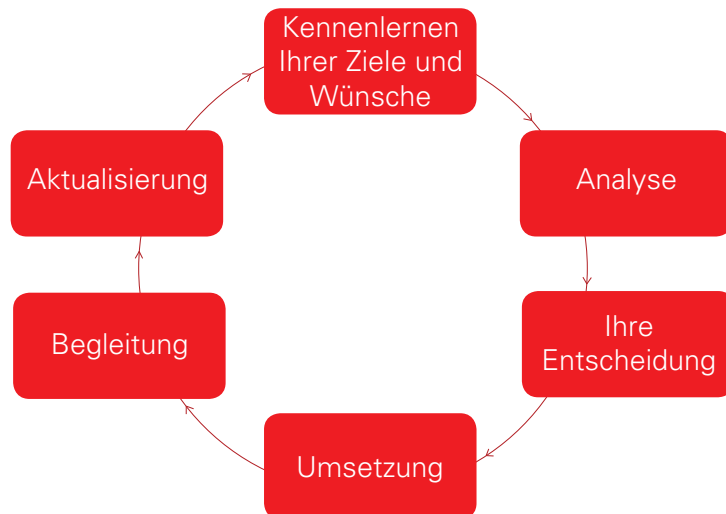 Kennenlernen
Ihrer Ziele und
Wünsche
Analyse
Ihre
Entscheidung
Umsetzung
Begleitung
Aktualisierung